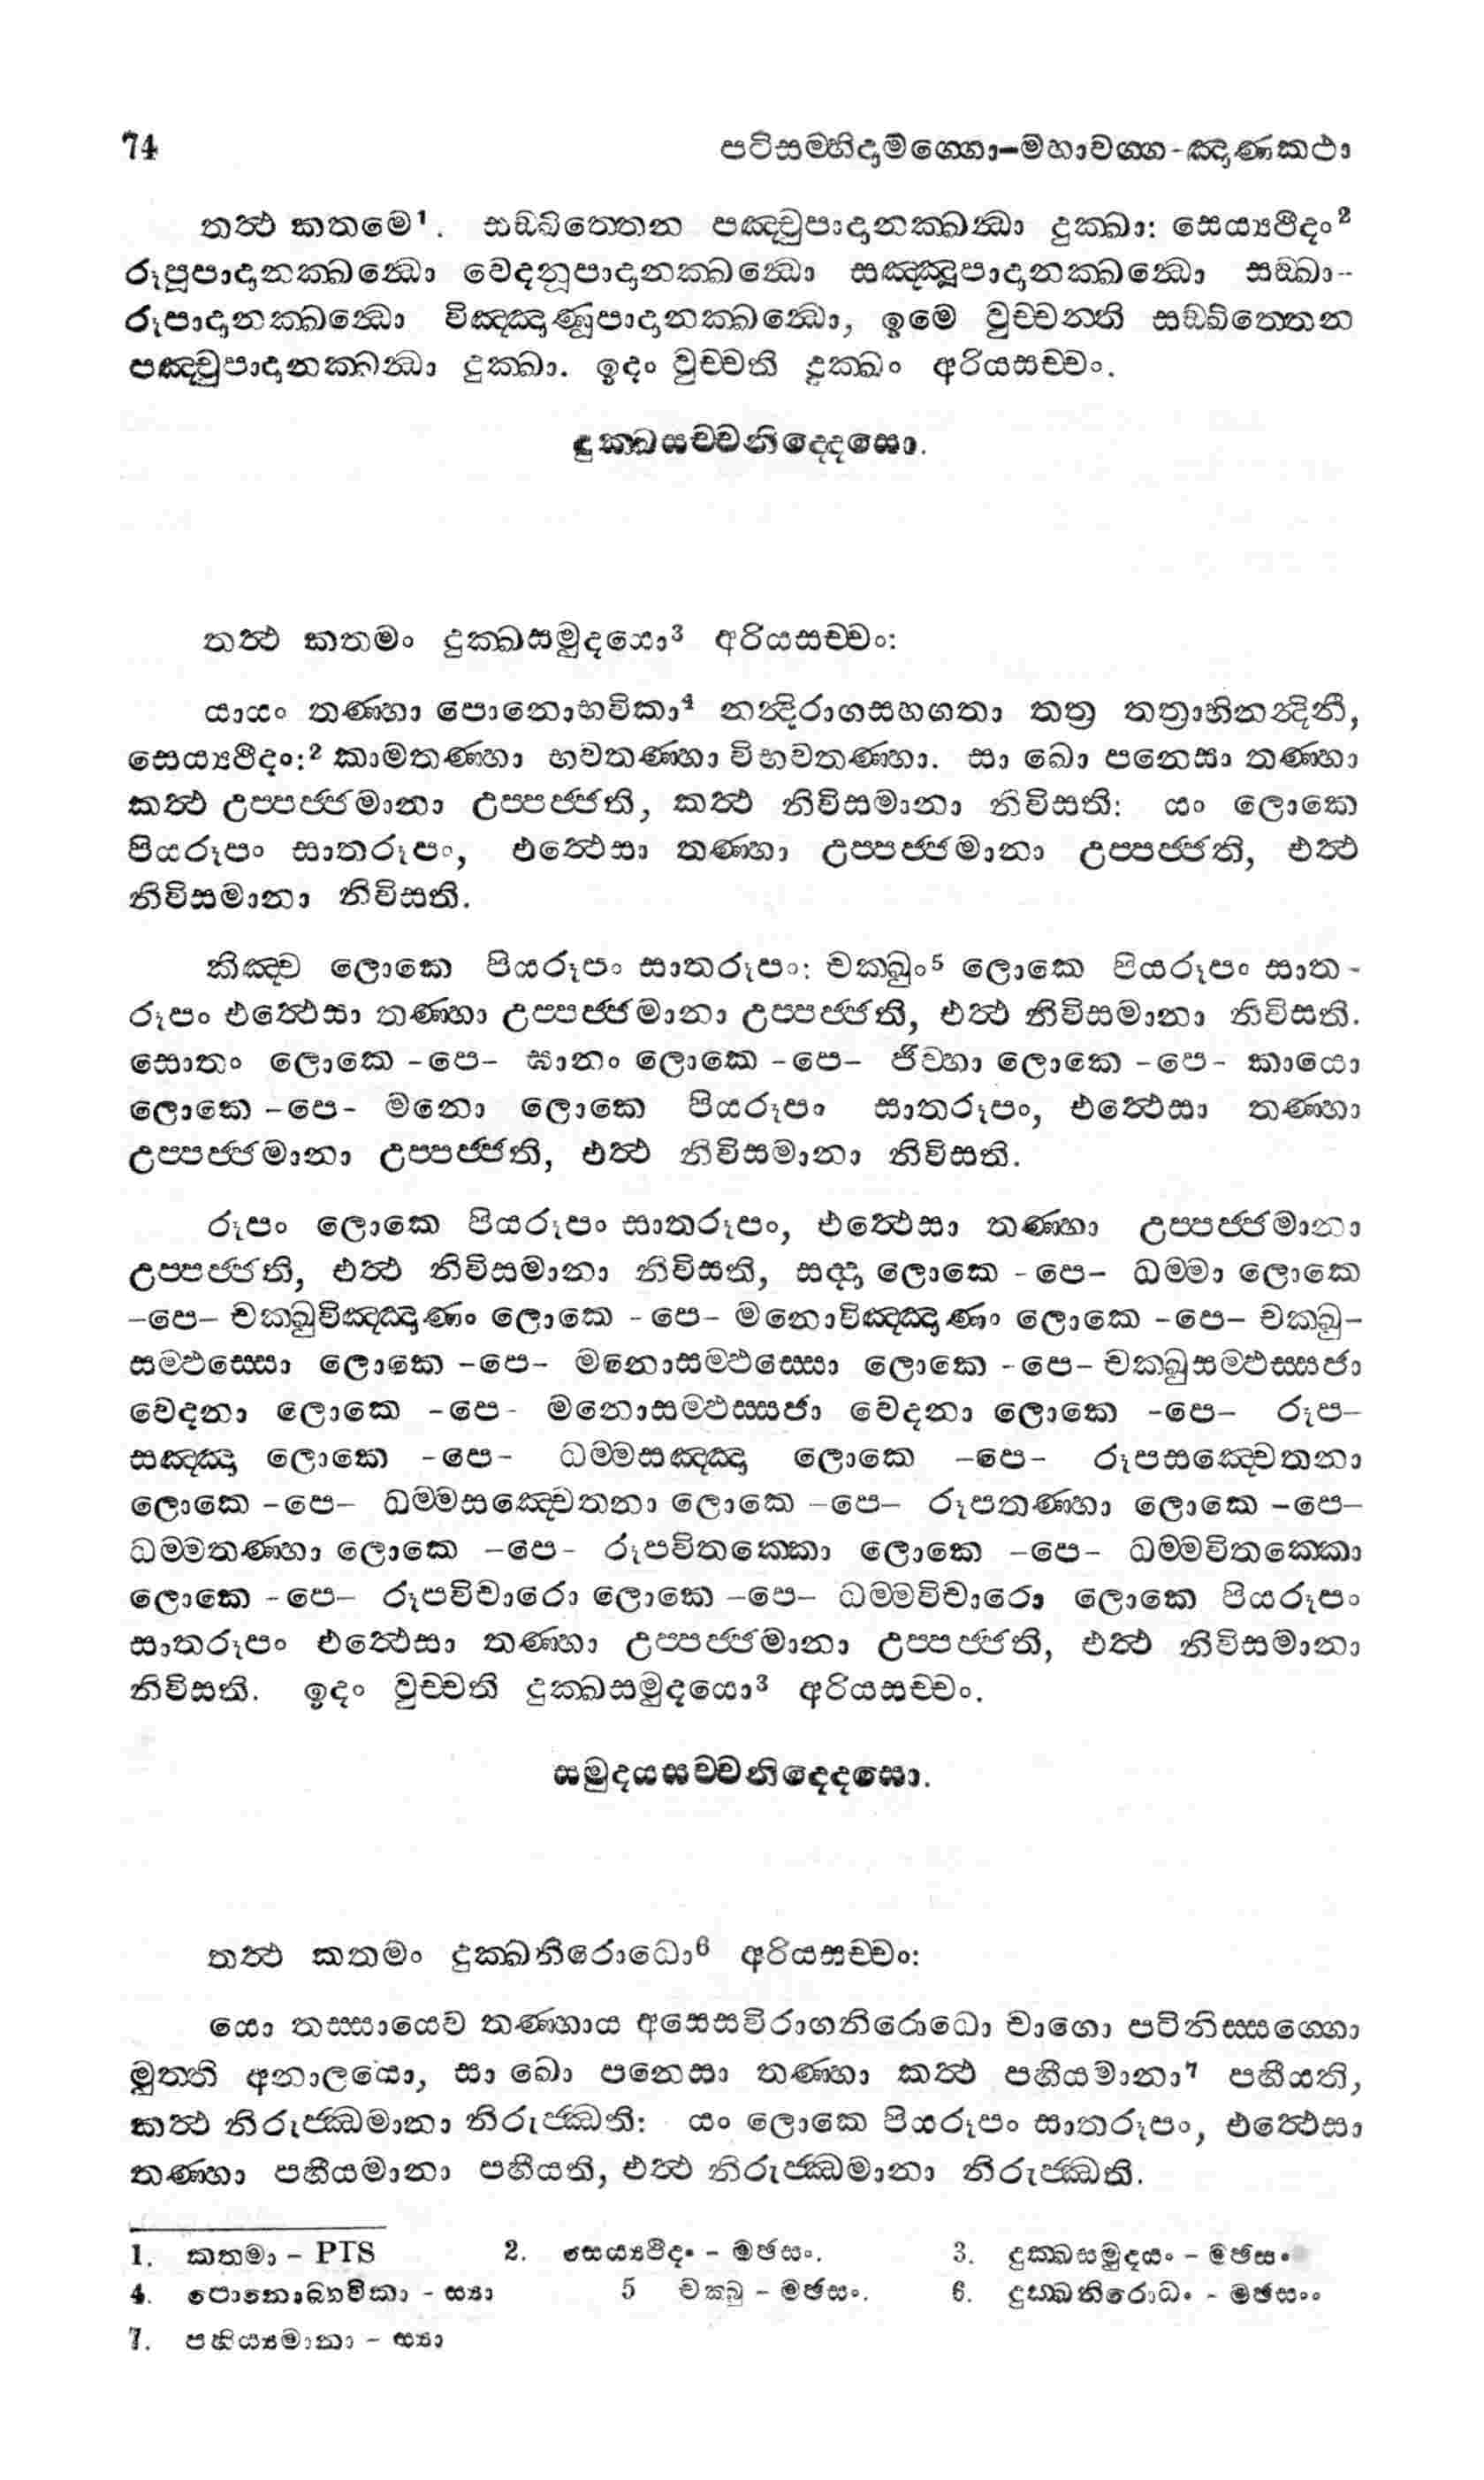 74 පටිසම්භිදාමග්ගො-මහාවග්ග-ඤාණකථා
තත්ථ කතමෙ¹. සඞ්ඛිත්තෙන පඤ්චුපාදානක්ඛන්ධා දුක්ඛා: සෙය්‍යථීදං²
රූපූපාදානක්ඛන්ධො වෙදනූපාදානක්ඛන්ධො සඤ්ඤූපාදානක්ඛන්ධො සඞ්ඛා-
රූපාදානක්ඛන්ධො විඤ්ඤාණූපාදානක්ඛන්ධො, ඉමෙ වුච්චන්ති සඞ්ඛිත්තෙන
පඤ්චුපාදානක්ඛන්ධා දුක්ඛා. ඉදං වුච්චති දුක්ඛං අරියසච්චං.
දුක්ඛසච්චනිද්දෙසො.
තත්ථ කතමං දුක්ඛසමුදයො³ අරියසච්චං:
යායං තණ්හා පොනොභවිකා⁴ නන්දිරාගසහගතා තත්‍ර තත්‍රාභිනන්දිනී,
සෙය්‍යථීදං:² කාමතණ්හා භවතණ්හා විභවතණ්හා. සා ඛො පනෙසා තණ්හා
කත්ථ උප්පජ්ජමානා උප්පජ්ජති, කත්ථ නිවිසමානා නිවිසති: යං ලොකෙ
පියරූපං සාතරූපං, එත්ථෙසා තණ්හා උප්පජ්ජමානා උප්පජ්ජති, එත්ථ
නිවිසමානා නිවිසති.
කිඤ්ච ලොකෙ පියරූපං සාතරූපං: චක්ඛුං⁵ ලොකෙ පියරූපං සාත-
රූපං එත්ථෙසා තණ්හා උප්පජ්ජමානා උප්පජ්ජති, එත්ථ නිවිසමානා නිවිසති.
සොතං ලොකෙ -පෙ- ඝානං ලොකෙ -පෙ- ජිව්හා ලොකෙ -පෙ- කායො
ලොකෙ -පෙ- මනො ලොකෙ පියරූපං සාතරූපං, එත්ථෙසා තණ්හා
උප්පජ්ජමානා උප්පජ්ජති, එත්ථ නිවිසමානා නිවිසති.
රූපං ලොකෙ පියරූපං සාතරූපං, එත්ථෙසා තණ්හා උප්පජ්ජමානා
උප්පජ්ජති, එත්ථ නිවිසමානා නිවිසති, සද්දා ලොකෙ -පෙ- ධම්මා ලොකෙ
-පෙ- චක්ඛුවිඤ්ඤාණං ලොකෙ -පෙ- මනොවිඤ්ඤාණං ලොකෙ -පෙ- චක්ඛු-
සම්ඵස්සො ලොකෙ -පෙ- මනොසම්ඵස්සො ලොකෙ -පෙ- චක්ඛුසම්ඵස්සජා
වෙදනා ලොකෙ -පෙ- මනොසම්ඵස්සජා වෙදනා ලොකෙ -පෙ- රූප-
සඤ්ඤා ලොකෙ -පෙ- ධම්මසඤ්ඤා ලොකෙ -පෙ- රූපසඤ්චෙතනා
ලොකෙ -පෙ- ධම්මසඤ්චෙතනා ලොකෙ -පෙ- රූපතණ්හා ලොකෙ -පෙ-
ධම්මතණ්හා ලොකෙ -පෙ- රූපවිතක්කො ලොකෙ -පෙ- ධම්මවිතක්කො
ලොකෙ -පෙ- රූපවිචාරො ලොකෙ -පෙ- ධම්මවිචාරො ලොකෙ පියරූපං
සාතරූපං එත්ථෙසා තණ්හා උප්පජ්ජමානා උප්පජ්ජති, එත්ථ නිවිසමානා
නිවිසති. ඉදං වුච්චති දුක්ඛසමුදයො³ අරියසච්චං.
සමුදයසච්චනිද්දෙසො.
තත්ථ කතමං දුක්ඛනිරොධො⁶ අරියසච්චං:
යො තස්සායෙව තණ්හාය අසෙසවිරාගනිරොධො චාගො පටිනිස්සග්ගො
මුත්ති අනාලයො, සා ඛො පනෙසා තණ්හා කත්ථ පහීයමානා⁷ පහීයති,
කත්ථ නිරුජ්ඣමානා නිරුජ්ඣති: යං ලොකෙ පියරූපං සාතරූපං, එත්ථෙසා
තණ්හා පහීයමානා පහීයති, එත්ථ නිරුජ්ඣමානා නිරුජ්ඣති.
1. කතමා - PTS 2. සෙය්‍යථිදං - මඡසං. 3. දුක්ඛසමුදයං - මඡසං
4. පොනොබ්භවිකා - ස්‍යා 5 චක්ඛු - මඡසං. 6. දුක්ඛනිරොධං - මඡසං.
7. පහිය්‍යමානා - ස්‍යා